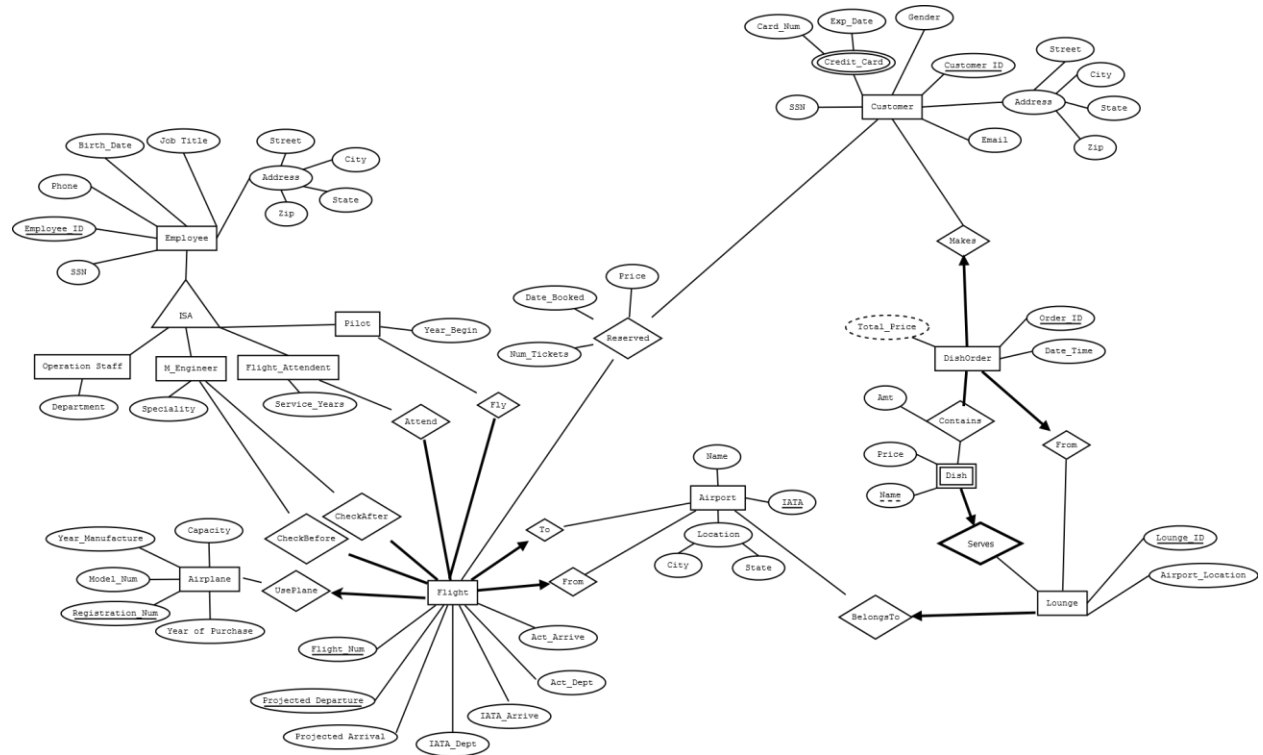 Card_Num
Exp_Date
Gender
Credit_Card
Customer_ID
Street
City
SSN
Customer
Address
State
Email
Zip
Birth_Date
Job Title
Street
City
Phone
Address
State
Employee_ID
Employee
Zip
SSN
Makes
ISA
Pilot
Year_Begin
Date_Booked
Price
Reserved
Num_Tickets
Total_Price
Order_ID
DishOrder
Date_Time
Operation Staff
M_Engineer
Flight_Attendent
Department
Speciality
Service_Years
Attend
Fly
Amt
Contains
From
Price
Dish
Name
Name
Airport
IATA
Location
City
State
CheckAfter
CheckBefore
To
From
Serves
Lounge_ID
Airport_Location
Lounge
BelongsTo
Year_Manufacture
Capacity
Model_Num
Airplane
UsePlane
Registration_Num
Year of Purchase
Flight
Flight_Num
Act_Arrive
Projected Departure
Act_Dept
IATA_Arrive
Projected Arrival
IATA_Dept